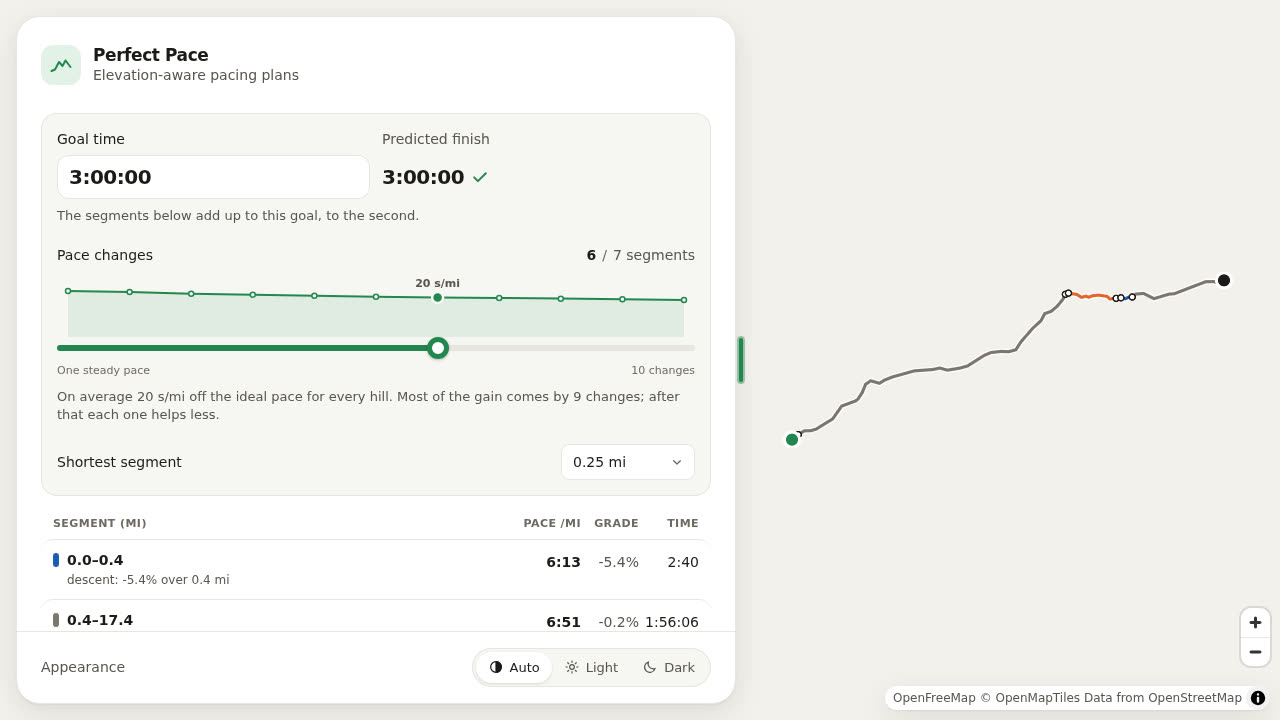 Perfect Pace
Elevation-aware pacing plans
Goal time
Predicted finish
3:00:00
3:00:00
The segments below add up to this goal, to the second.
Pace changes
6 / 7 segments
20 s/mi
One steady pace
10 changes
On average 20 s/mi off the ideal pace for every hill. Most of the gain comes by 9 changes; after
that each one helps less.
Shortest segment
0.25 mi
SEGMENT (MI) PACE /MI GRADE TIME
0.0–0.4 6:13 -5.4% 2:40
descent: -5.4% over 0.4 mi
0.4–17.4 6:51 -0.2% 1:56:06
Appearance
Auto Light Dark
OpenFreeMap © OpenMapTiles Data from OpenStreetMap